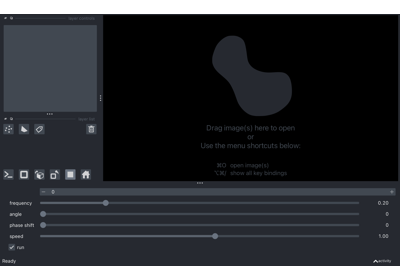 layer controls
layer list
Drag image(s) here to open
or
Use the menu shortcuts below:
⌘O open image(s)
show all key bindings
frequency 0.20
angle 0
phase shift 0
speed 1.00
run
Ready
activity